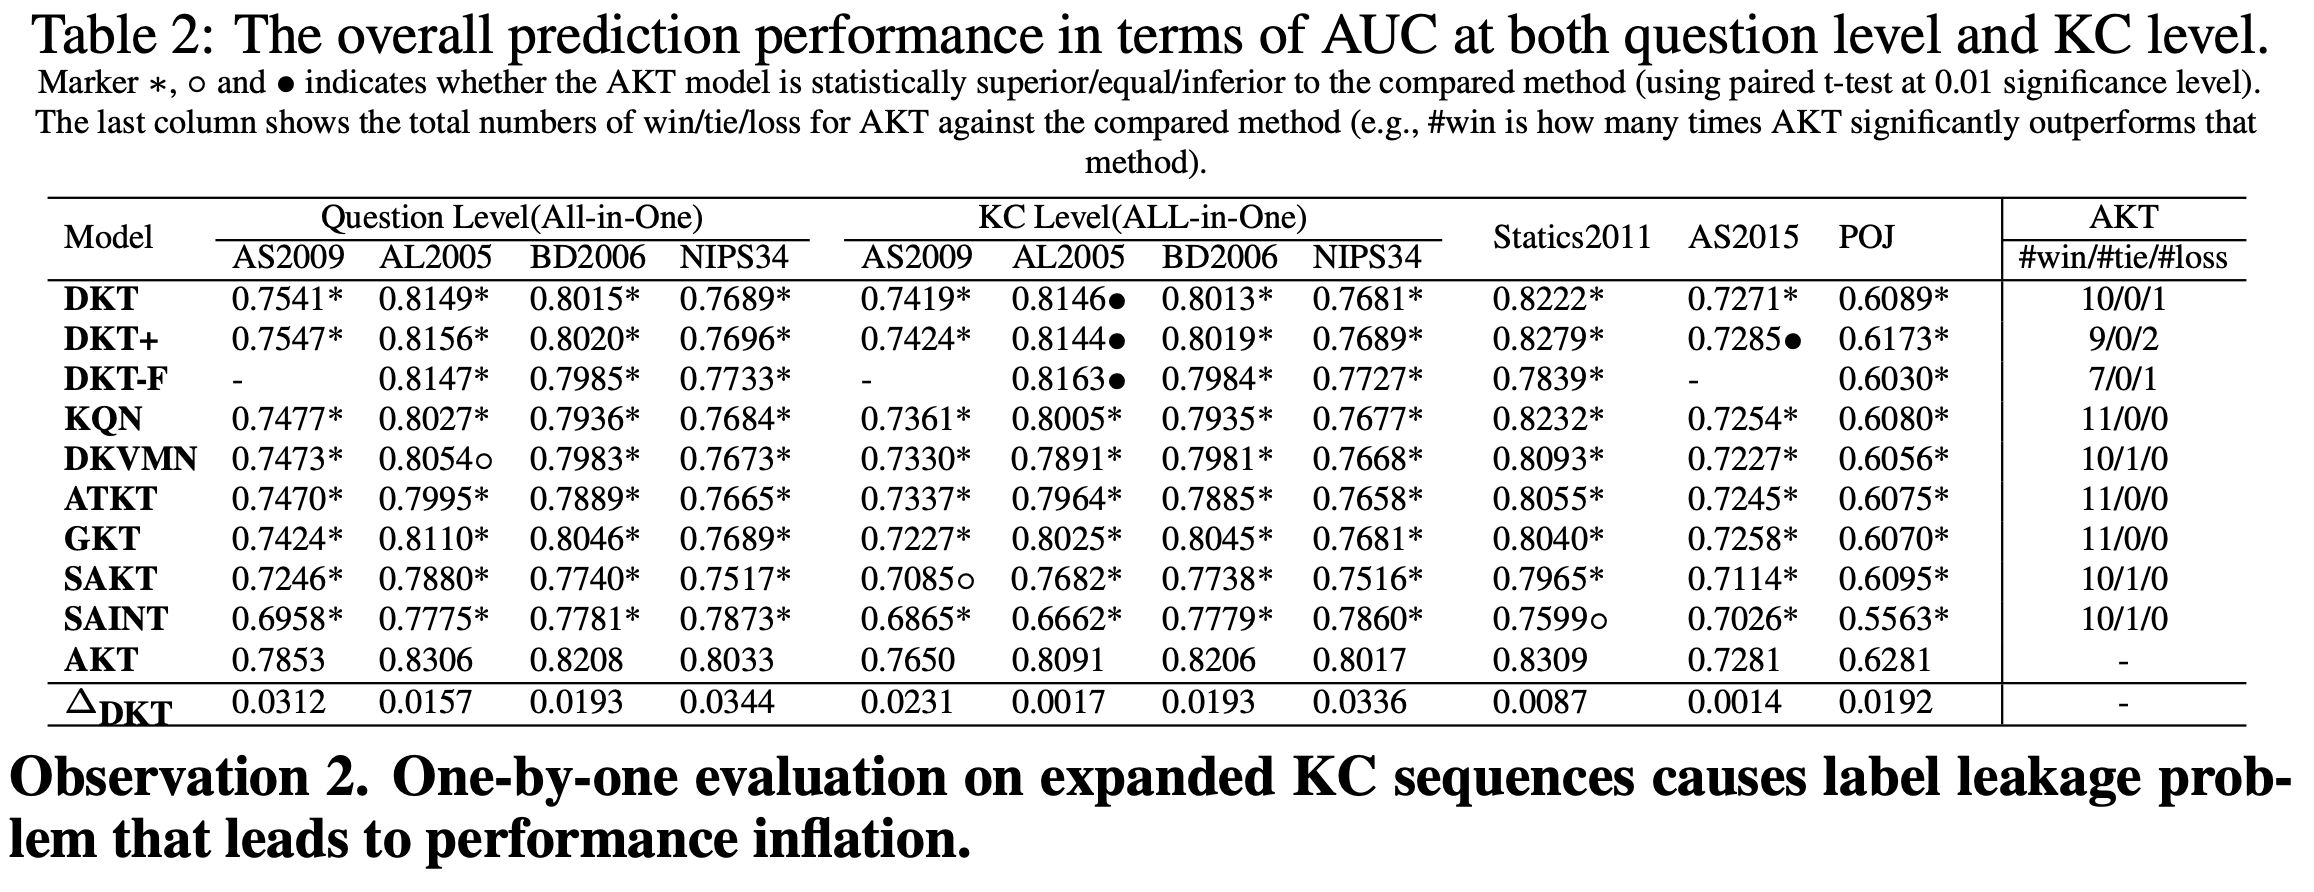 Table 2: The overall prediction performance in terms of AUC at both question level and KC level.
Marker ∗, ○ and ● indicates whether the AKT model is statistically superior/equal/inferior to the compared method (using paired t-test at 0.01 significance level).
The last column shows the total numbers of win/tie/loss for AKT against the compared method (e.g., #win is how many times AKT significantly outperforms that
method).
Model Question Level(All-in-One) KC Level(ALL-in-One) Statics2011 AS2015 POJ AKT
AS2009 AL2005 BD2006 NIPS34 AS2009 AL2005 BD2006 NIPS34 #win/#tie/#loss
DKT 0.7541* 0.8149* 0.8015* 0.7689* 0.7419* 0.8146● 0.8013* 0.7681* 0.8222* 0.7271* 0.6089* 10/0/1
DKT+ 0.7547* 0.8156* 0.8020* 0.7696* 0.7424* 0.8144● 0.8019* 0.7689* 0.8279* 0.7285● 0.6173* 9/0/2
DKT-F - 0.8147* 0.7985* 0.7733* - 0.8163● 0.7984* 0.7727* 0.7839* - 0.6030* 7/0/1
KQN 0.7477* 0.8027* 0.7936* 0.7684* 0.7361* 0.8005* 0.7935* 0.7677* 0.8232* 0.7254* 0.6080* 11/0/0
DKVMN 0.7473* 0.8054○ 0.7983* 0.7673* 0.7330* 0.7891* 0.7981* 0.7668* 0.8093* 0.7227* 0.6056* 10/1/0
ATKT 0.7470* 0.7995* 0.7889* 0.7665* 0.7337* 0.7964* 0.7885* 0.7658* 0.8055* 0.7245* 0.6075* 11/0/0
GKT 0.7424* 0.8110* 0.8046* 0.7689* 0.7227* 0.8025* 0.8045* 0.7681* 0.8040* 0.7258* 0.6070* 11/0/0
SAKT 0.7246* 0.7880* 0.7740* 0.7517* 0.7085○ 0.7682* 0.7738* 0.7516* 0.7965* 0.7114* 0.6095* 10/1/0
SAINT 0.6958* 0.7775* 0.7781* 0.7873* 0.6865* 0.6662* 0.7779* 0.7860* 0.7599○ 0.7026* 0.5563* 10/1/0
AKT 0.7853 0.8306 0.8208 0.8033 0.7650 0.8091 0.8206 0.8017 0.8309 0.7281 0.6281 -
△DKT 0.0312 0.0157 0.0193 0.0344 0.0231 0.0017 0.0193 0.0336 0.0087 0.0014 0.0192 -
Observation 2. One-by-one evaluation on expanded KC sequences causes label leakage prob-
lem that leads to performance inflation.